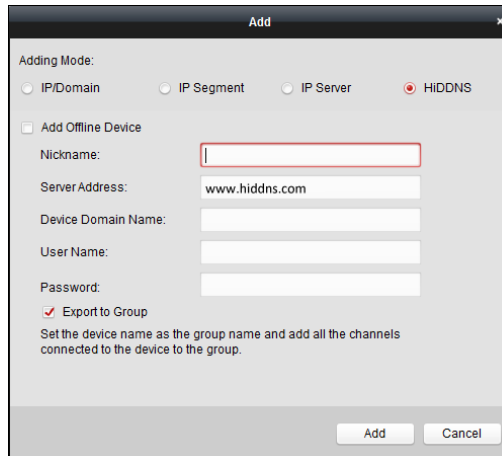 Add
Adding Mode:
IP/Domain IP Segment IP Server HiDDNS
Add Offline Device
Nickname:
Server Address: www.hiddns.com
Device Domain Name:
User Name:
Password:
Export to Group
Set the device name as the group name and add all the channels
connected to the device to the group.
Add Cancel